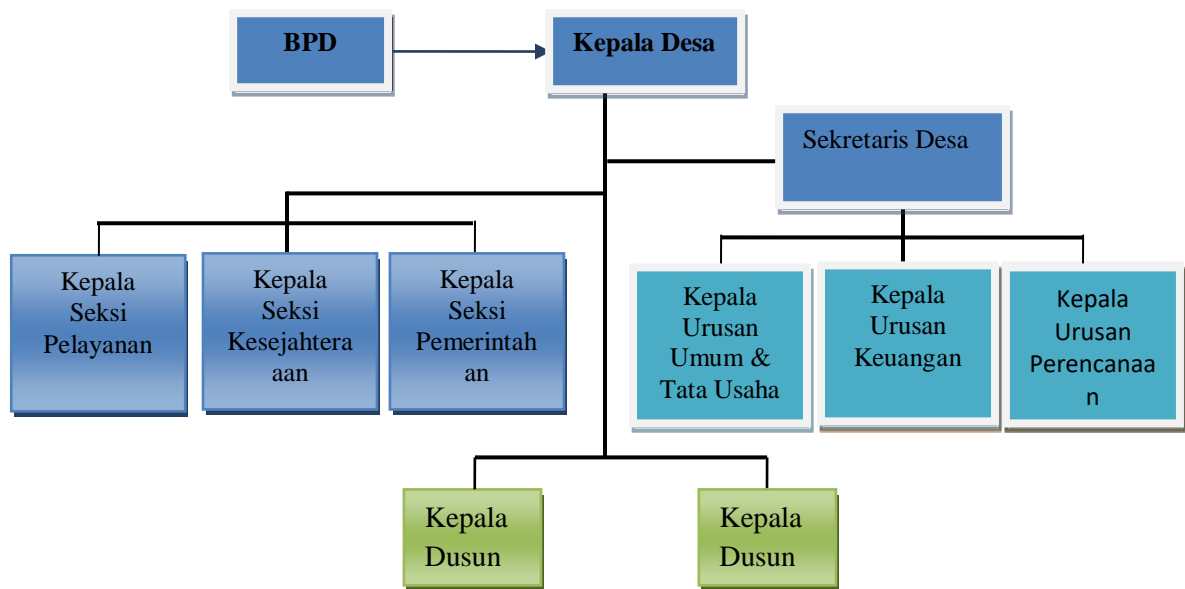 BPD
Kepala Desa
Sekretaris Desa
Kepala
Seksi
Pelayanan
Kepala
Seksi
Kesejahtera
aan
Kepala
Seksi
Pemerintah
an
Kepala
Urusan
Umum &
Tata Usaha
Kepala
Urusan
Keuangan
Kepala
Urusan
Perencanaa
n
Kepala
Dusun
Kepala
Dusun